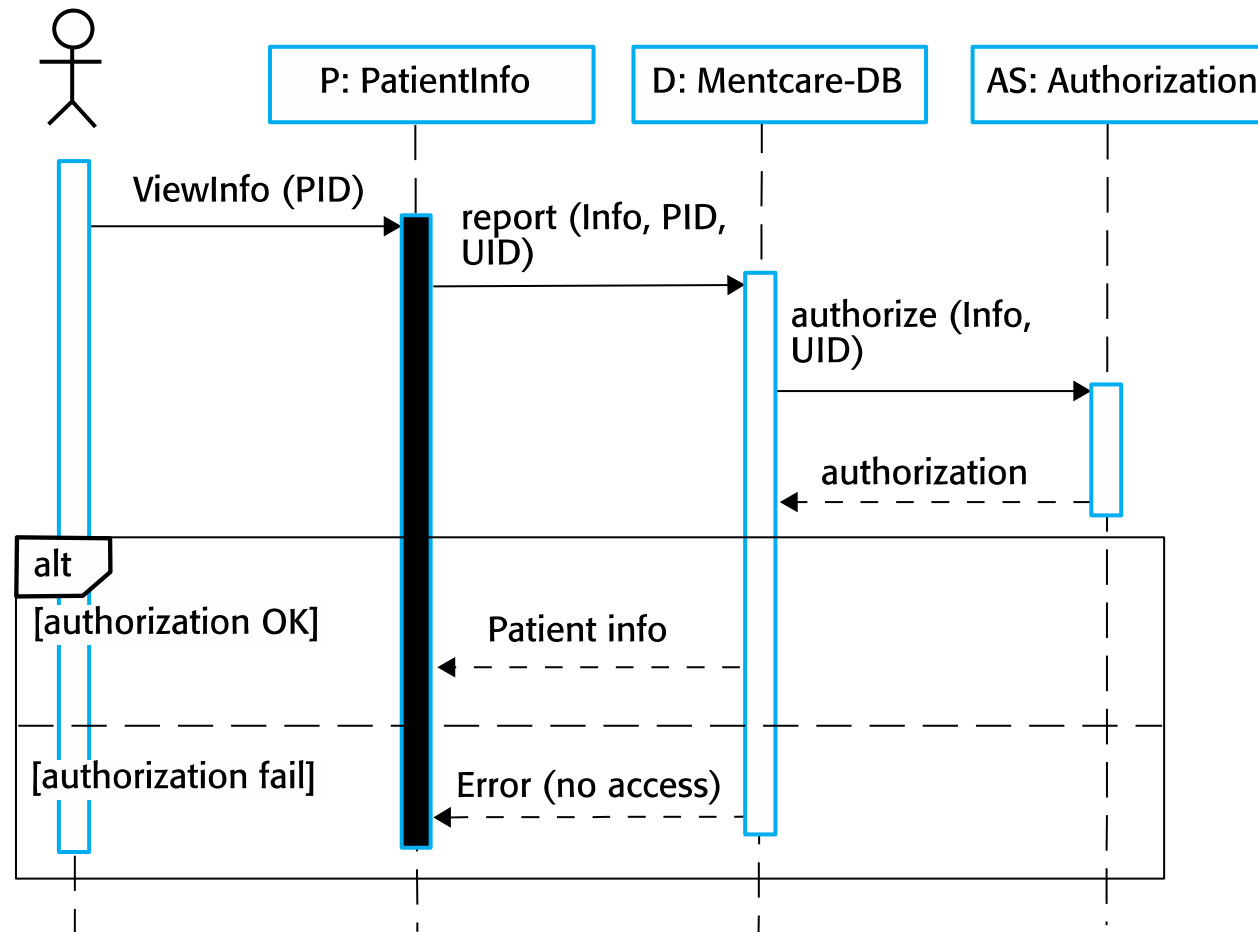 P: PatientInfo
D: Mentcare-DB
AS: Authorization
ViewInfo (PID)
report (Info, PID,
UID)
authorize (Info,
UID)
authorization
alt
[authorization OK]
Patient info
[authorization fail]
Error (no access)